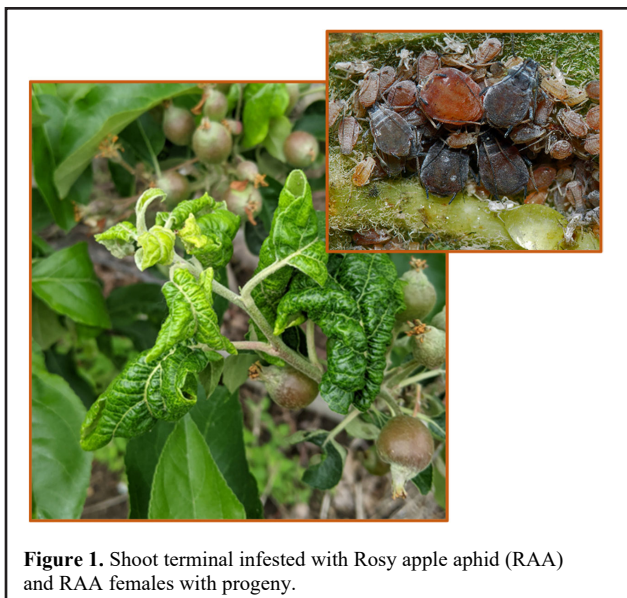 Figure 1. Shoot terminal infested with Rosy apple aphid (RAA)
and RAA females with progeny.